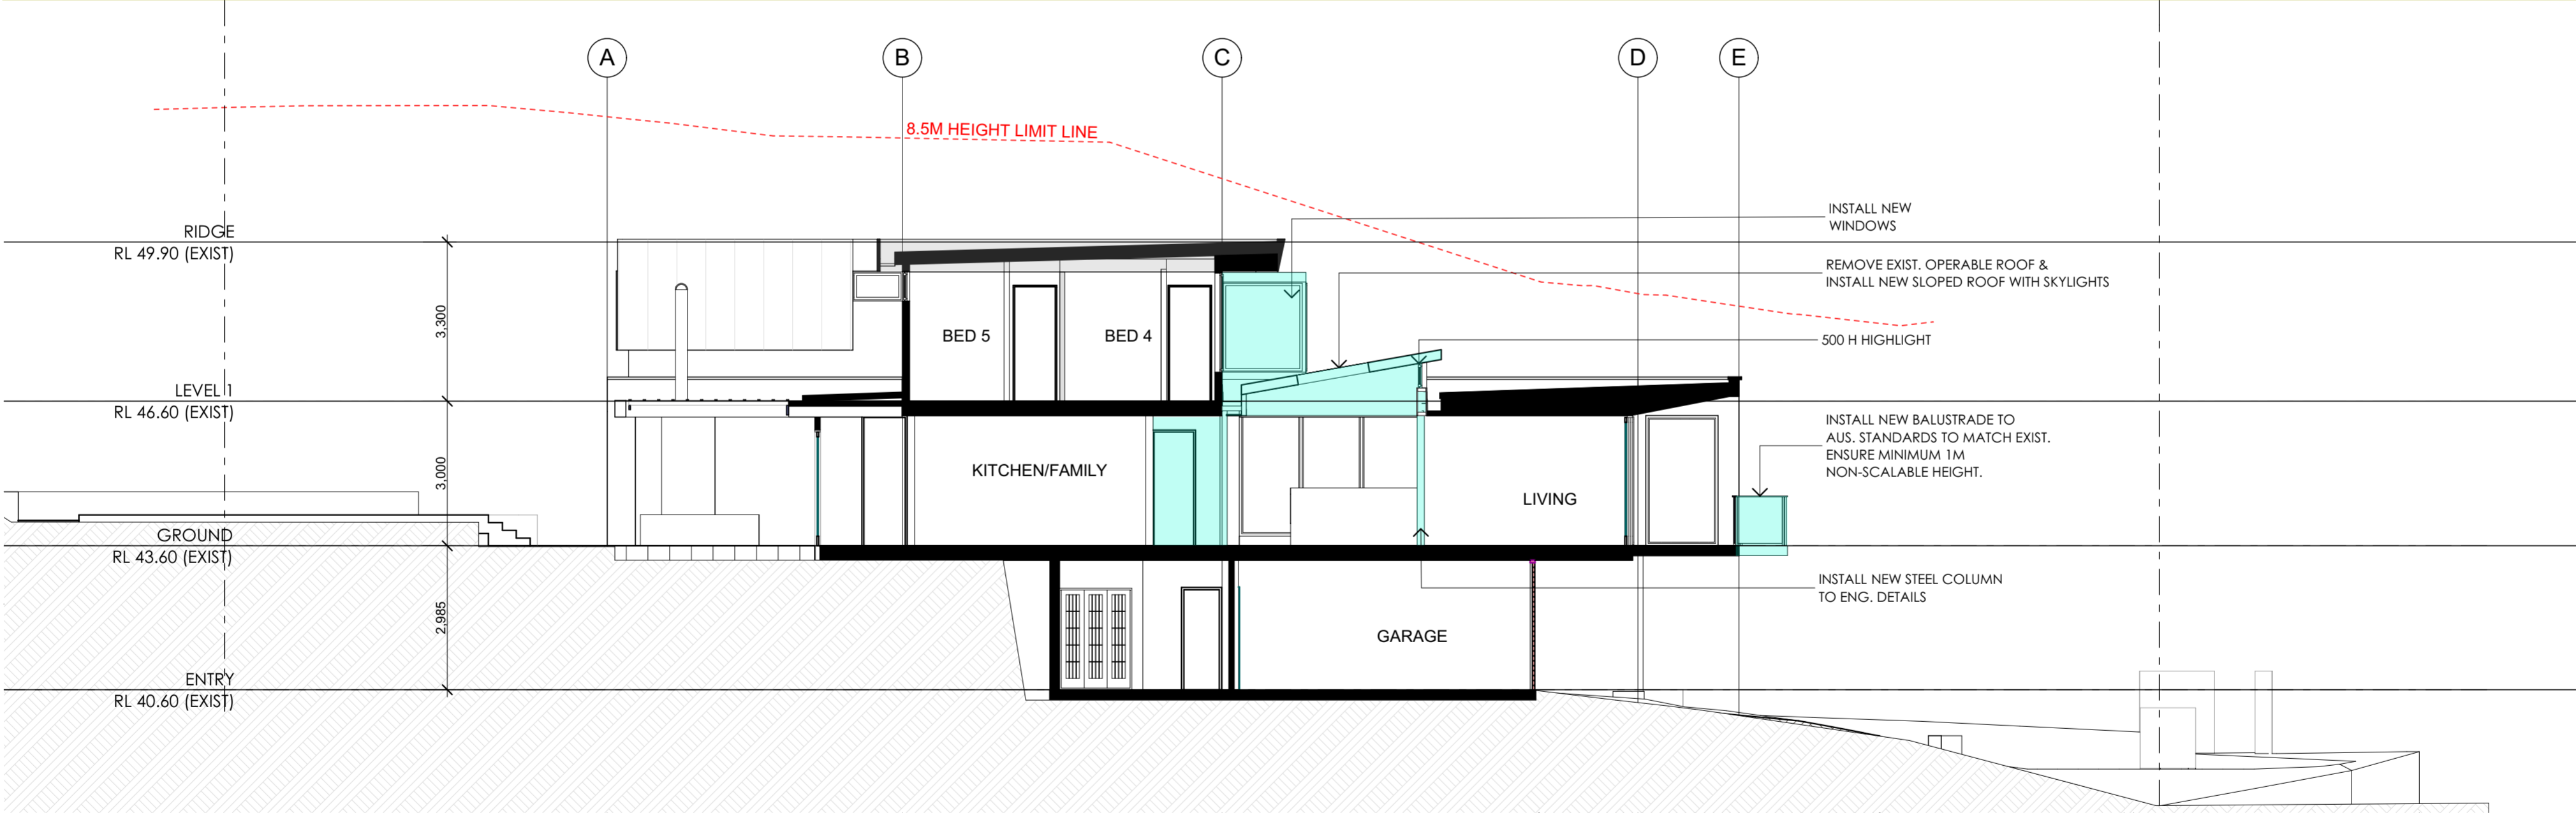 A
B
C
D
E
8.5M HEIGHT LIMIT LINE
INSTALL NEW
WINDOWS
RIDGE
RL 49.90 (EXIST)
REMOVE EXIST. OPERABLE ROOF &
INSTALL NEW SLOPED ROOF WITH SKYLIGHTS
3,300
BED 5
BED 4
500 H HIGHLIGHT
LEVEL 1
RL 46.60 (EXIST)
INSTALL NEW BALUSTRADE TO
AUS. STANDARDS TO MATCH EXIST.
ENSURE MINIMUM 1M
NON-SCALABLE HEIGHT.
3,000
KITCHEN/FAMILY
LIVING
GROUND
RL 43.60 (EXIST)
INSTALL NEW STEEL COLUMN
TO ENG. DETAILS
2,985
GARAGE
ENTRY
RL 40.60 (EXIST)